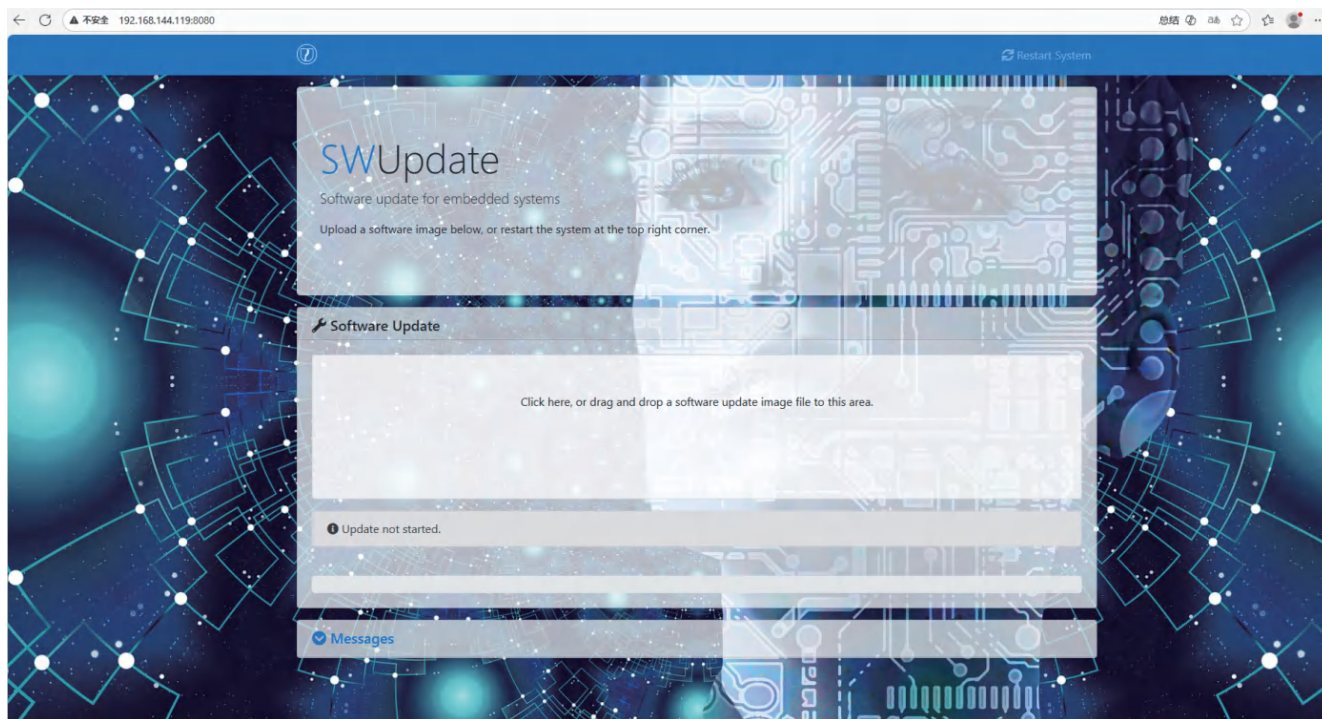 不安全 192.168.144.119:8080
总结
Restart System
SWUpdate
Software update for embedded systems
Upload a software image below, or restart the system at the top right corner.
Software Update
Click here, or drag and drop a software update image file to this area.
Update not started.
Messages